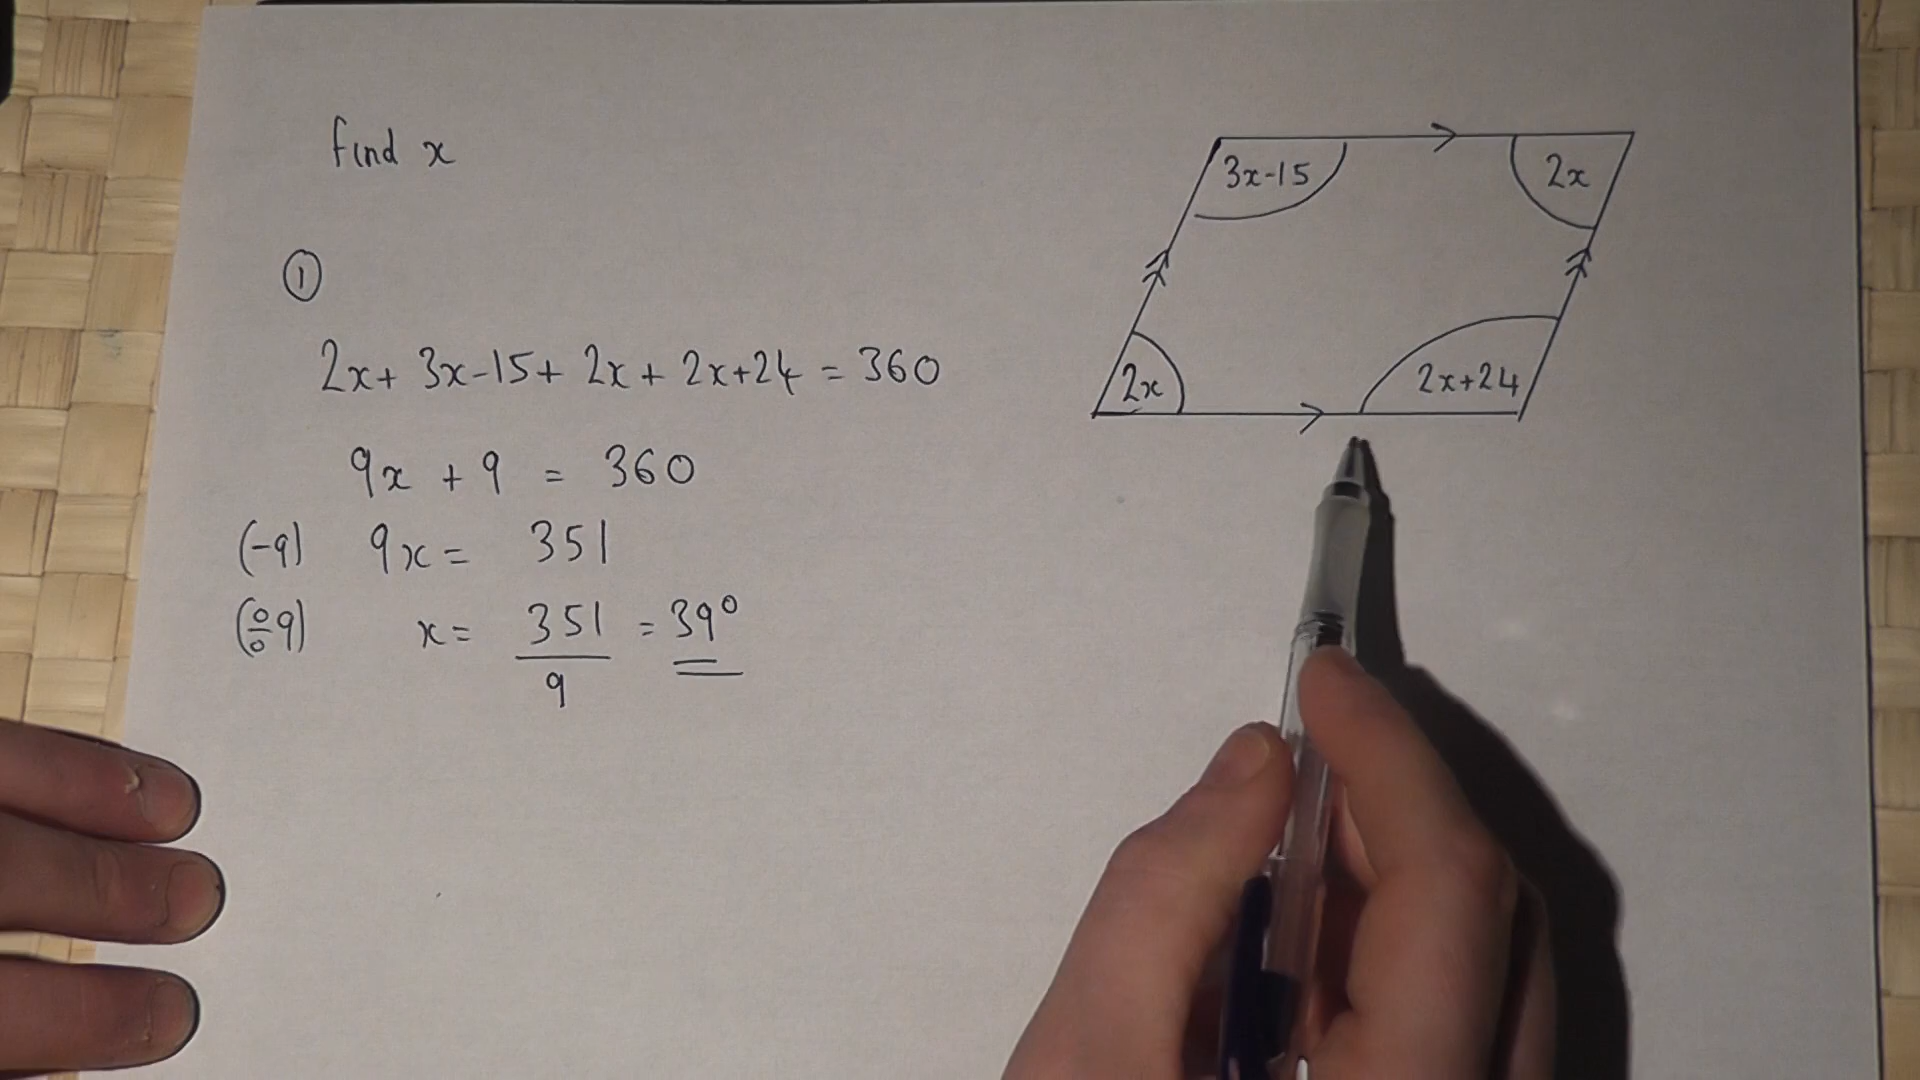 Find x
①
2x + 3x-15 + 2x + 2x+24 = 360
9x + 9 = 360
(-9) 9x = 351
(÷9) x = 351/9 = 39°
3x-15
2x
2x
2x+24